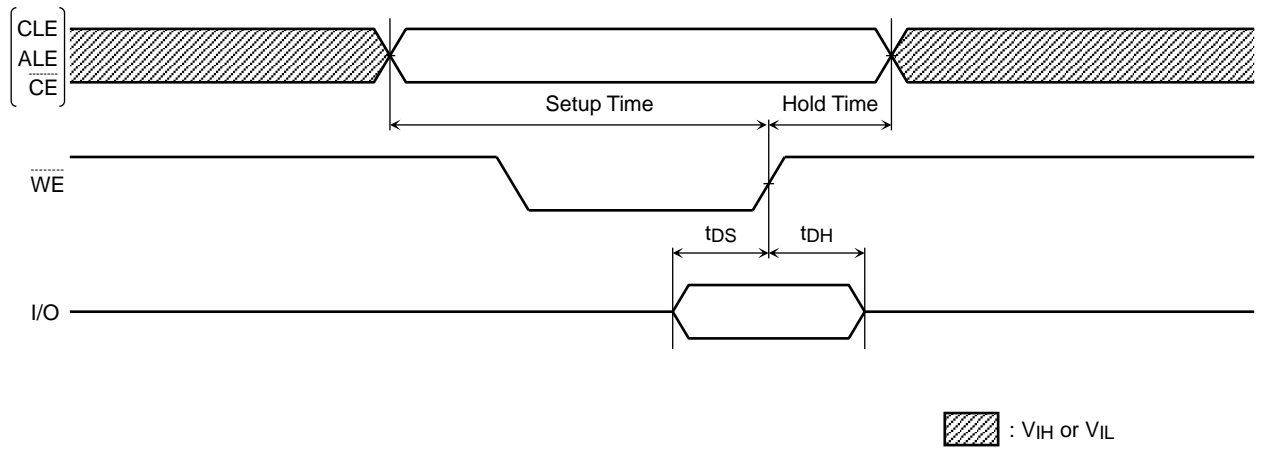 CLE
ALE
CE
Setup Time
Hold Time
WE
tDS
tDH
I/O
: VIH or VIL